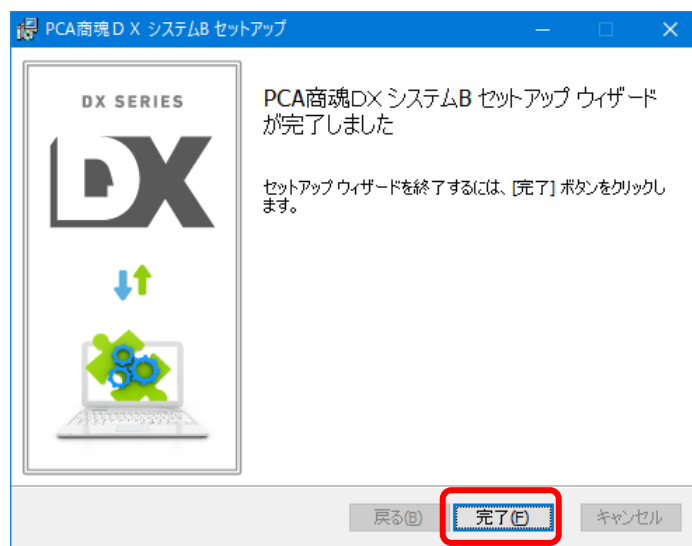 PCA商魂ＤＸ システムB セットアップ
DX SERIES
DX
PCA商魂DX システムB セットアップ ウィザード
が完了しました
セットアップ ウィザードを終了するには、[完了] ボタンをクリックし
ます。
戻る(B)
完了(F)
キャンセル